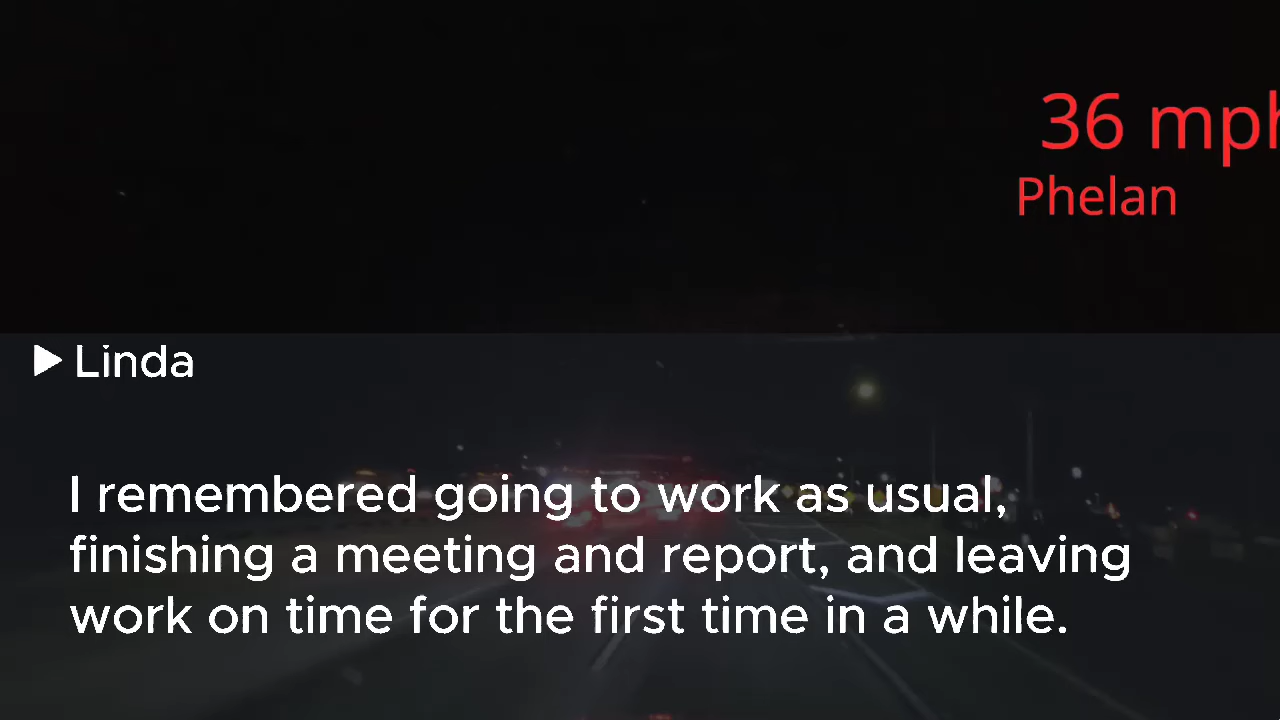 36 mph
Phelan
Linda
I remembered going to work as usual,
finishing a meeting and report, and leaving
work on time for the first time in a while.